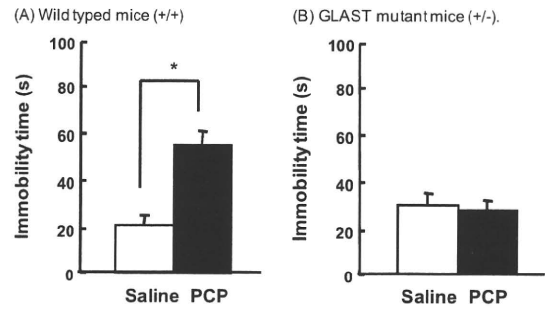 (A) Wild typed mice (+/+)
Immobility time (s)
100
80
60
40
20
0
*
Saline PCP
(B) GLAST mutant mice (+/-).
Immobility time (s)
100
80
60
40
20
0
Saline PCP